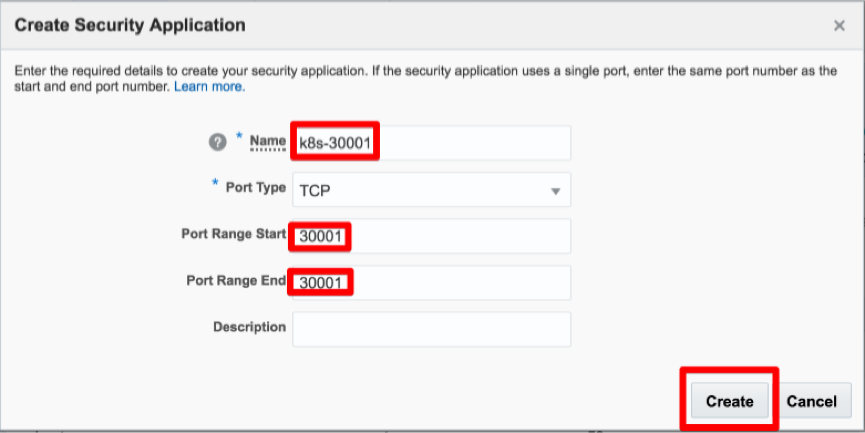 Create Security Application
×
Enter the required details to create your security application. If the security application uses a single port, enter the same port number as the
start and end port number. Learn more.
? * Name k8s-30001
* Port Type TCP
Port Range Start 30001
Port Range End 30001
Description
Create Cancel